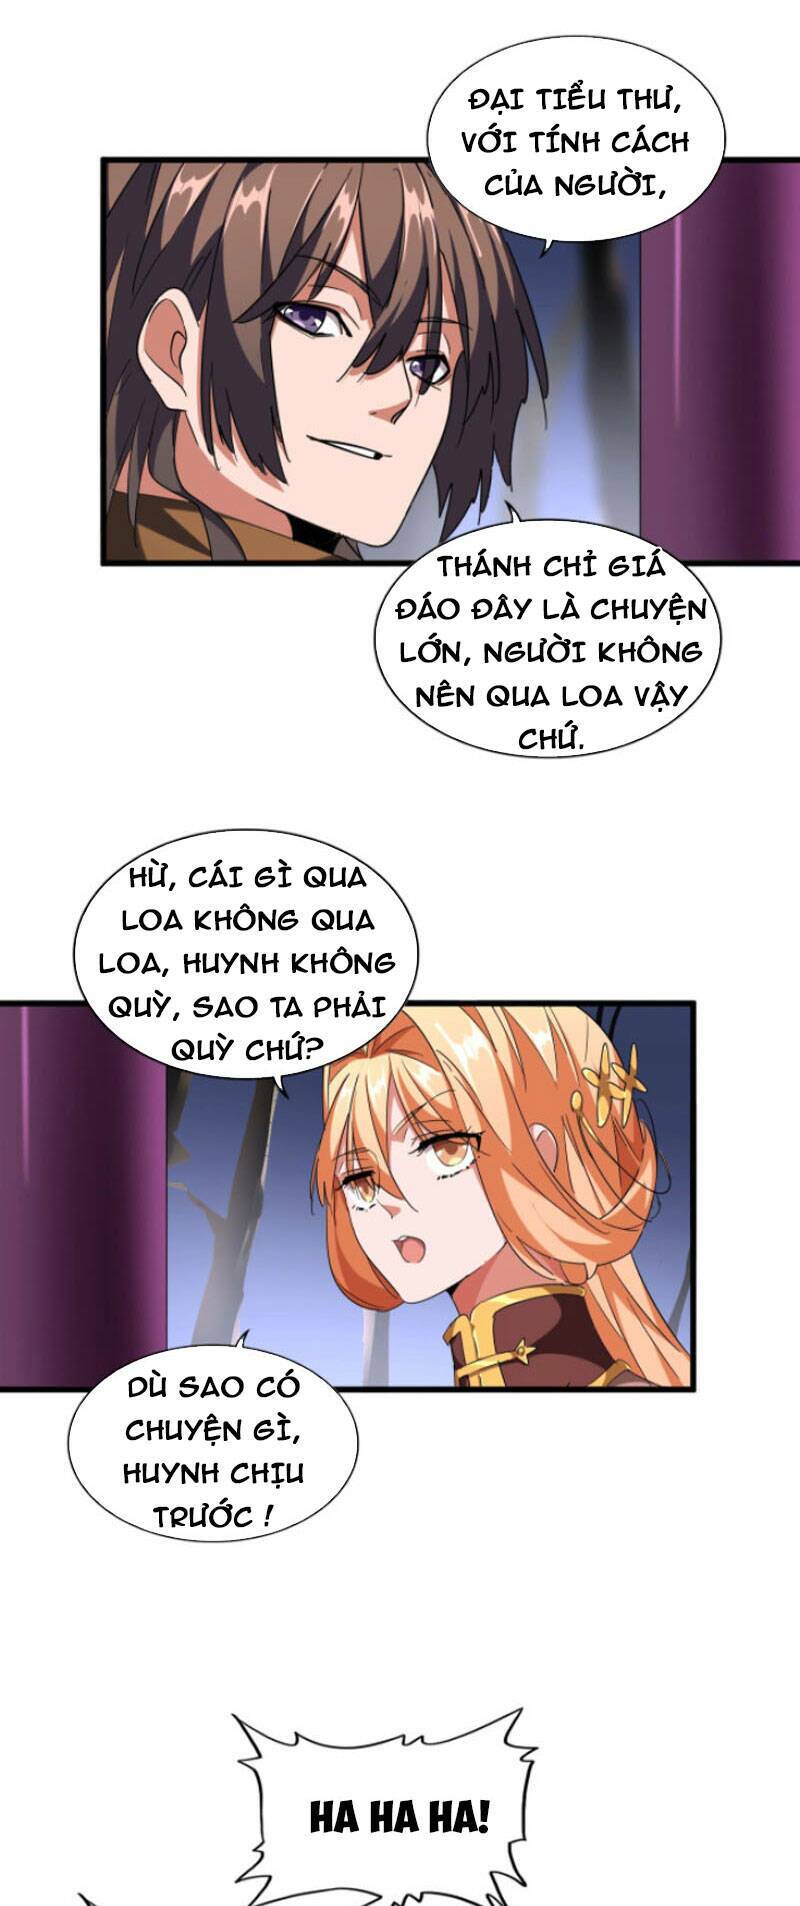 ĐẠI TIỂU THƯ,
VỚI TÍNH CÁCH
CỦA NGƯỜI,
THÁNH CHỈ GIÁ
ĐÁO ĐÂY LÀ CHUYỆN
LỚN, NGƯỜI KHÔNG
NÊN QUA LOA VẬY
CHỨ.
HỪ, CÁI GÌ QUA
LOA KHÔNG QUA
LOA, HUYNH KHÔNG
QUỲ, SAO TA PHẢI
QUỲ CHỨ?
DÙ SAO CÓ
CHUYỆN GÌ,
HUYNH CHỊU
TRƯỚC !
HA HA HA!